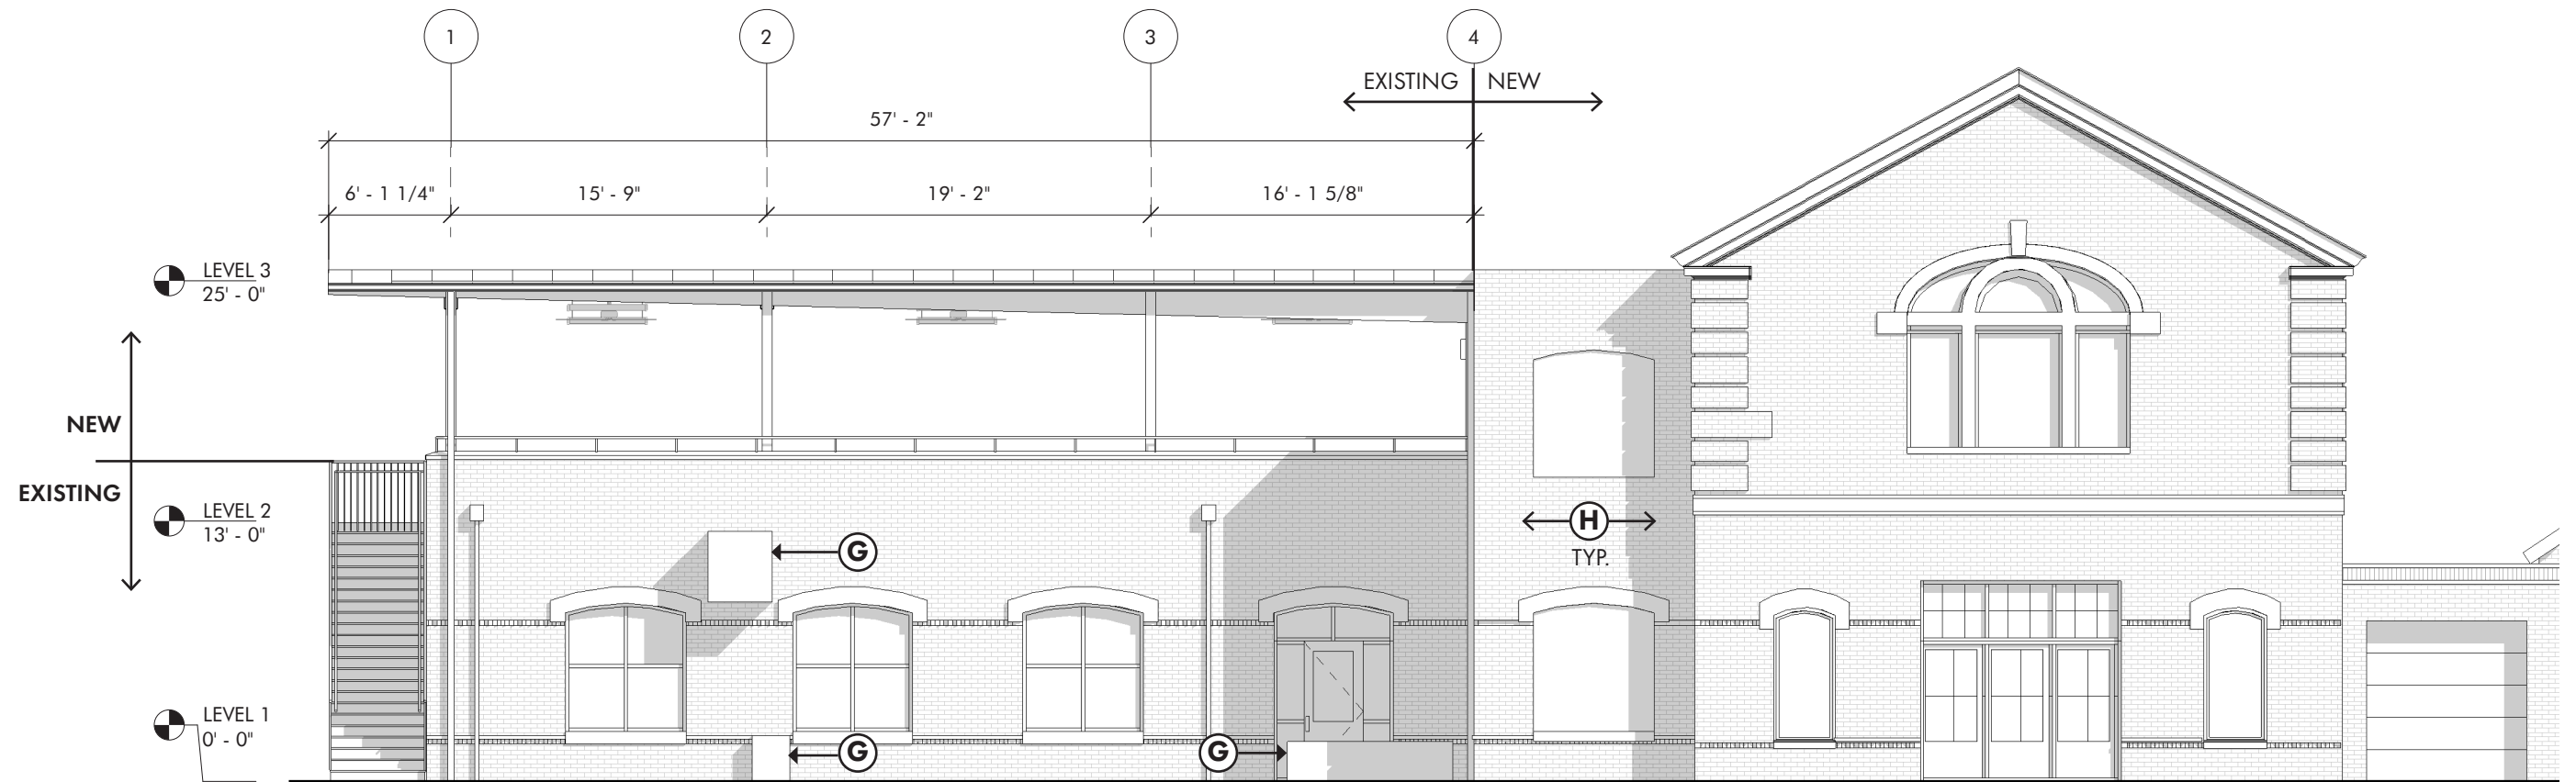 1
2
3
4
EXISTING NEW
57' - 2"
6' - 1 1/4" 15' - 9" 19' - 2" 16' - 1 5/8"
LEVEL 3
25' - 0"
NEW
EXISTING
LEVEL 2
13' - 0"
H
TYP.
G
LEVEL 1
0' - 0"
G
G